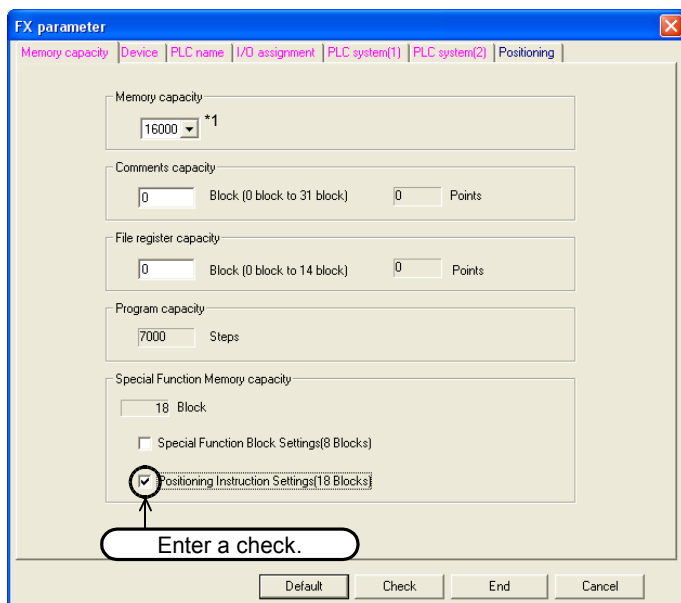 FX parameter
Memory capacity Device PLC name I/O assignment PLC system(1) PLC system(2) Positioning
Memory capacity
16000 *1
Comments capacity
0 Block (0 block to 31 block) 0 Points
File register capacity
0 Block (0 block to 14 block) 0 Points
Program capacity
7000 Steps
Special Function Memory capacity
18 Block
Special Function Block Settings(8 Blocks)
Positioning Instruction Settings(18 Blocks)
Enter a check.
Default Check End Cancel